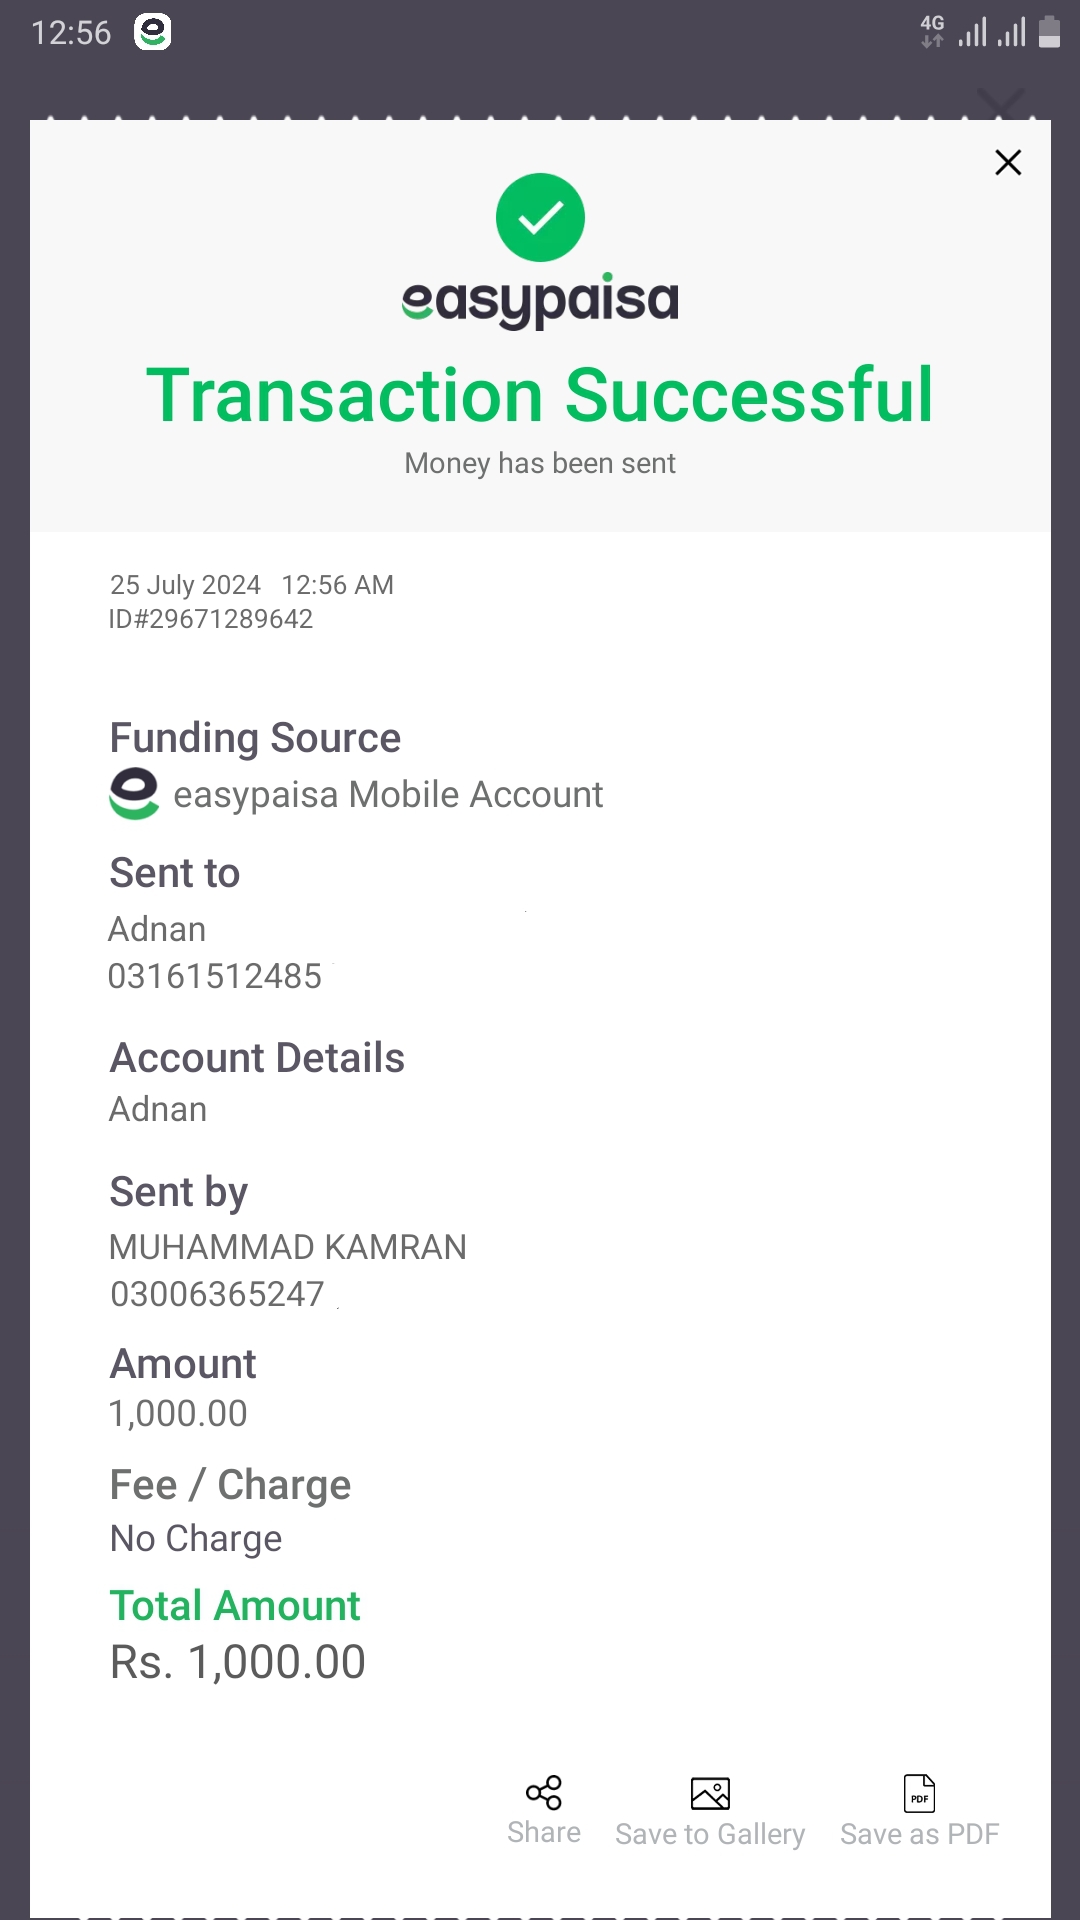 12:56
4G
easypaisa
Transaction Successful
Money has been sent
25 July 2024 12:56 AM
ID#29671289642
Funding Source
easypaisa Mobile Account
Sent to
Adnan
03161512485
Account Details
Adnan
Sent by
MUHAMMAD KAMRAN
03006365247
Amount
1,000.00
Fee / Charge
No Charge
Total Amount
Rs. 1,000.00
PDF
Share Save to Gallery Save as PDF